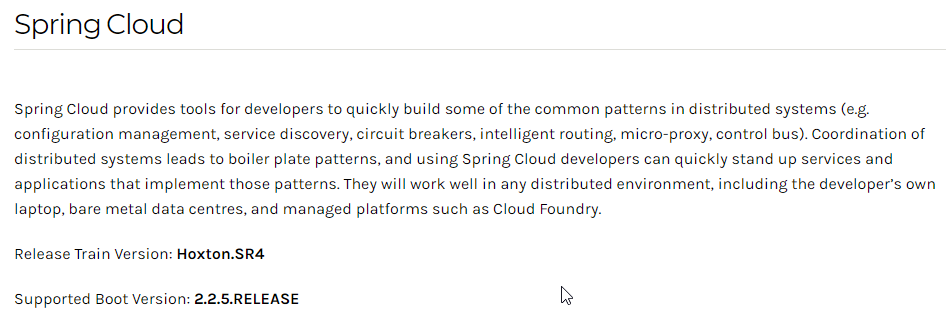 Spring Cloud
Spring Cloud provides tools for developers to quickly build some of the common patterns in distributed systems (e.g.
configuration management, service discovery, circuit breakers, intelligent routing, micro-proxy, control bus). Coordination of
distributed systems leads to boiler plate patterns, and using Spring Cloud developers can quickly stand up services and
applications that implement those patterns. They will work well in any distributed environment, including the developer's own
laptop, bare metal data centres, and managed platforms such as Cloud Foundry.
Release Train Version: Hoxton.SR4
Supported Boot Version: 2.2.5.RELEASE